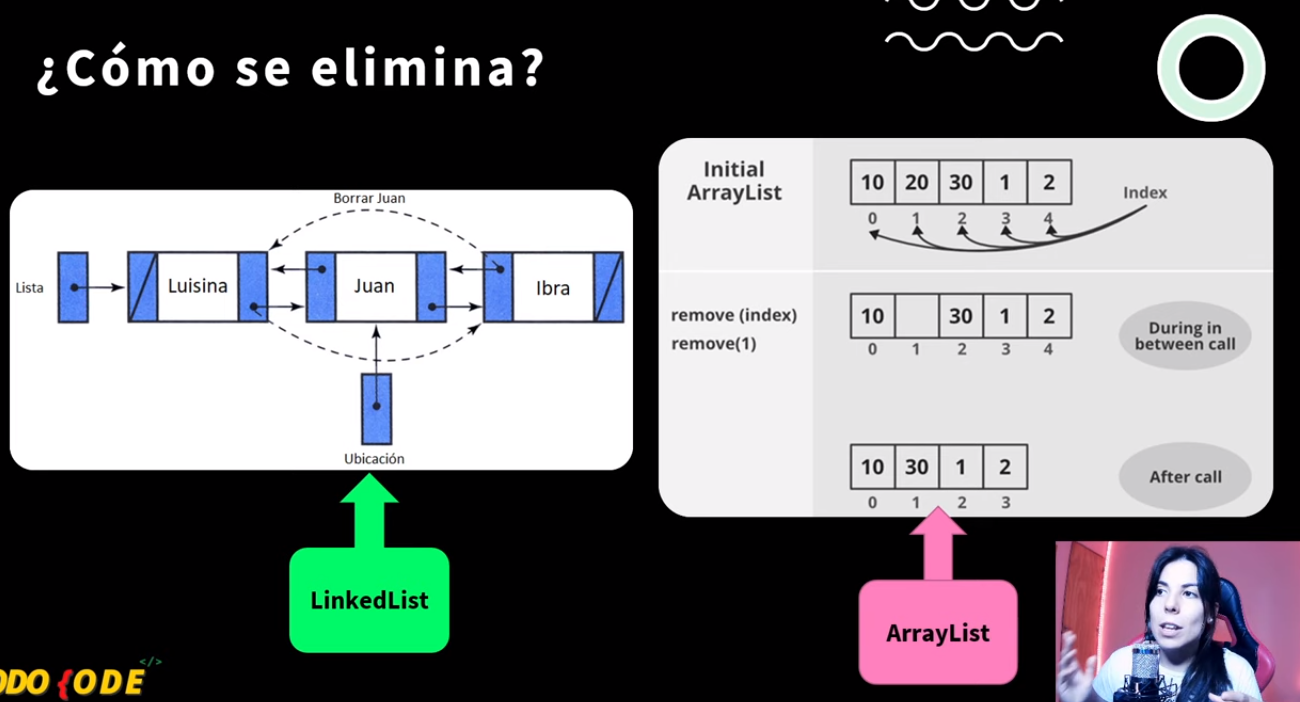 ¿Cómo se elimina?
Borrar Juan
Lista
Luisina
Juan
Ibra
Ubicación
LinkedList
Initial
ArrayList
10 20 30 1 2
0 1 2 3 4
Index
remove (index)
remove(1)
10 30 1 2
0 1 2 3 4
During in
between call
10 30 1 2
0 1 2 3
After call
ArrayList
</>
ODO {ODE